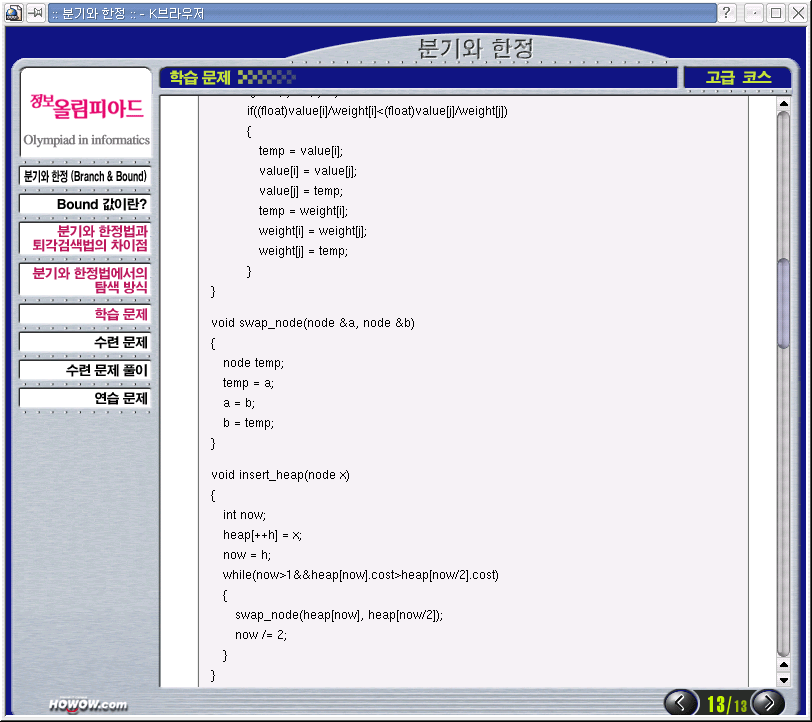 :: 분기와 한정 :: - K브라우저
분기와 한정
학습 문제
고급 코스
정보올림피아드
Olympiad in informatics
분기와 한정 (Branch & Bound)
Bound 값이란?
분기와 한정법과
퇴각검색법의 차이점
분기와 한정법에서의
탐색 방식
학습 문제
수련 문제
수련 문제 풀이
연습 문제
if((float)value[i]/weight[i]<(float)value[j]/weight[j])
{
temp = value[i];
value[i] = value[j];
value[j] = temp;
temp = weight[i];
weight[i] = weight[j];
weight[j] = temp;
}
}
void swap_node(node &a, node &b)
{
node temp;
temp = a;
a = b;
b = temp;
}
void insert_heap(node x)
{
int now;
heap[++h] = x;
now = h;
while(now>1&&heap[now].cost>heap[now/2].cost)
{
swap_node(heap[now], heap[now/2]);
now /= 2;
}
}
HOWOW.com
13/13